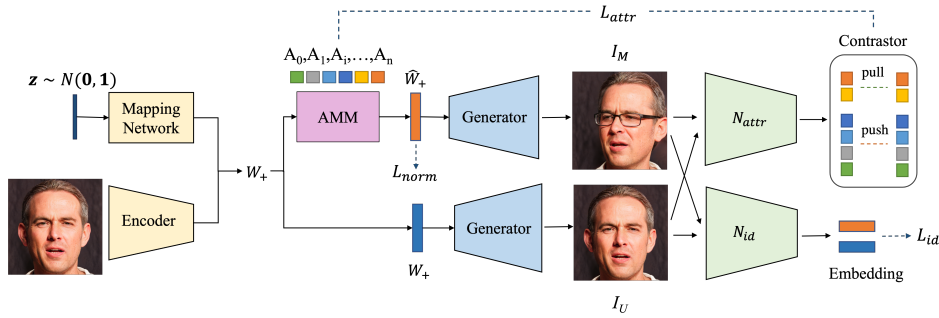 L_attr
A_0,A_1,A_i,…,A_n
I_M
Contrastor
z ~ N(0, 1)
Ŵ_+
pull
Mapping
Network
AMM
Generator
N_attr
push
L_norm
W_+
Encoder
Generator
N_id
L_id
W_+
Embedding
I_U